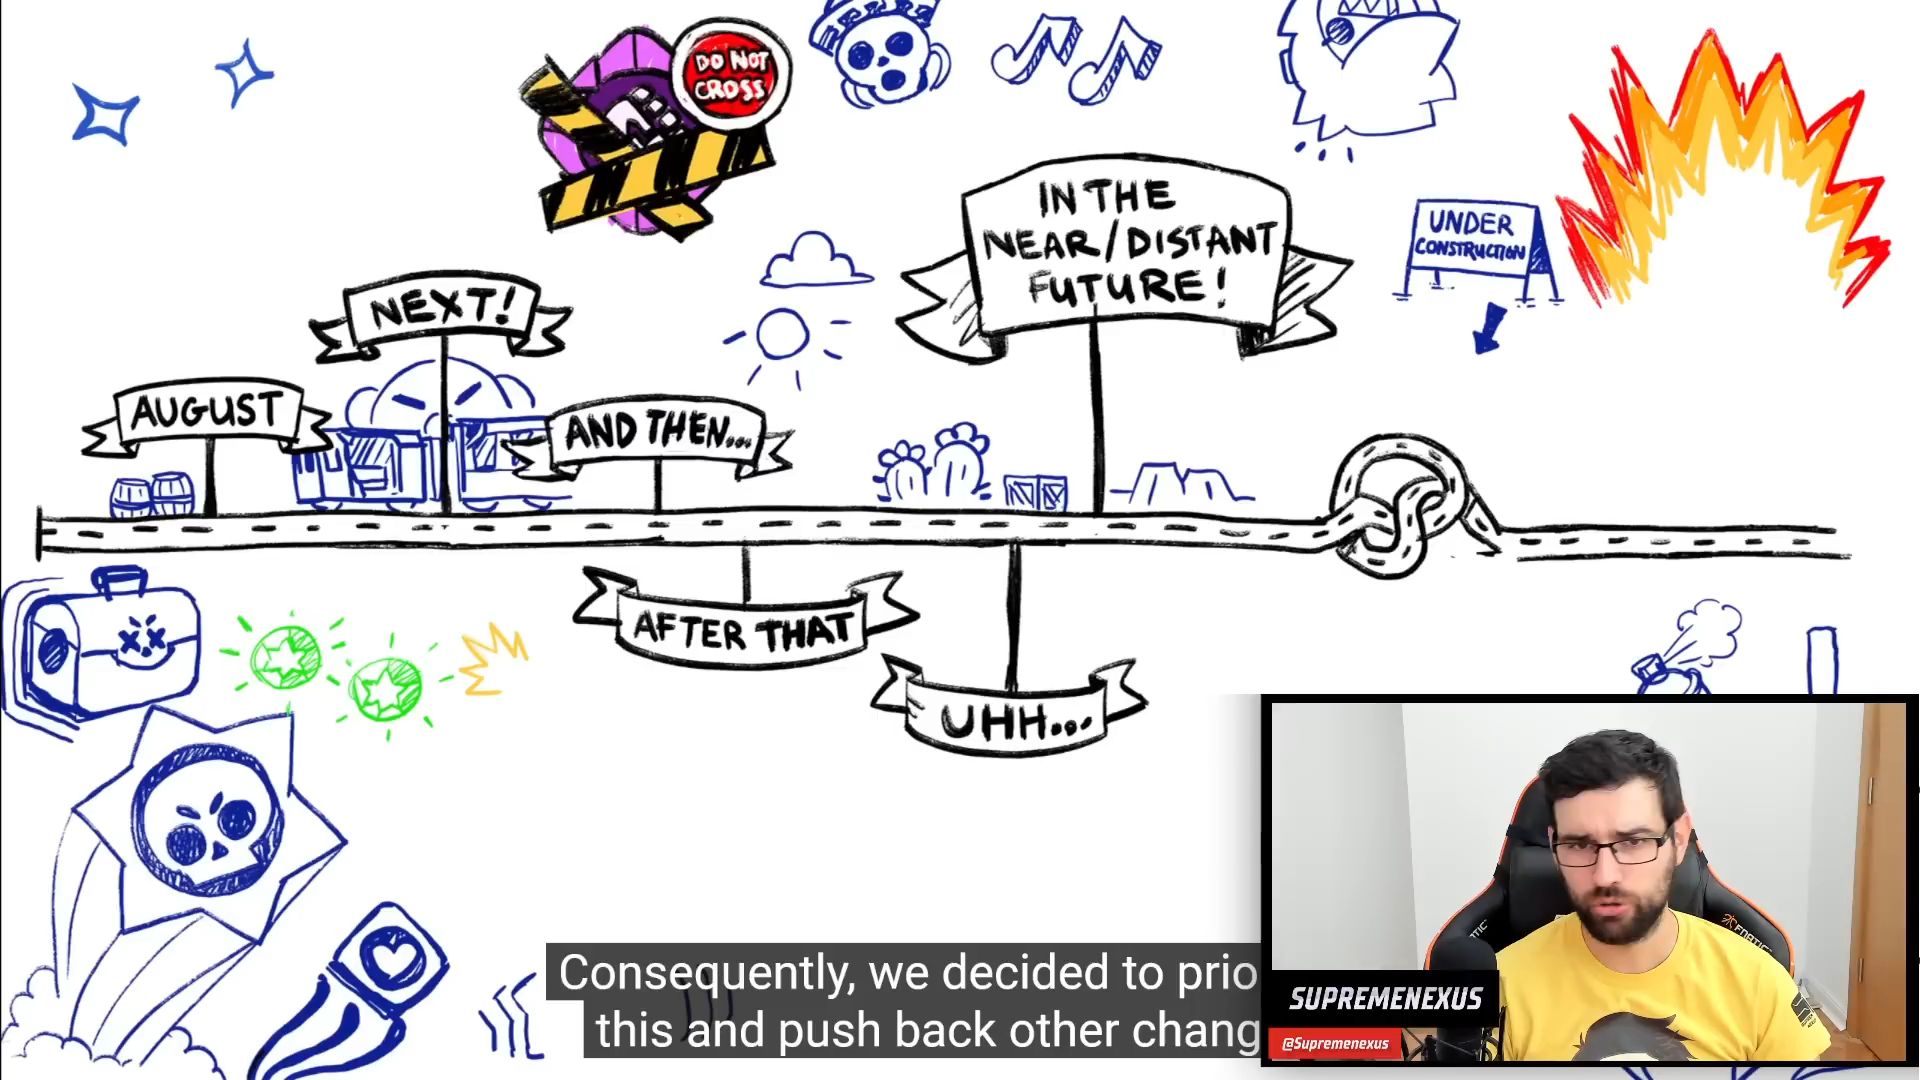 DO NOT
CROSS
IN THE
NEAR/DISTANT
FUTURE!
UNDER
CONSTRUCTION
NEXT!
AUGUST
AND THEN...
AFTER THAT
UHH...
Consequently, we decided to prio
this and push back other chang
SUPREMENEXUS
@Supremenexus